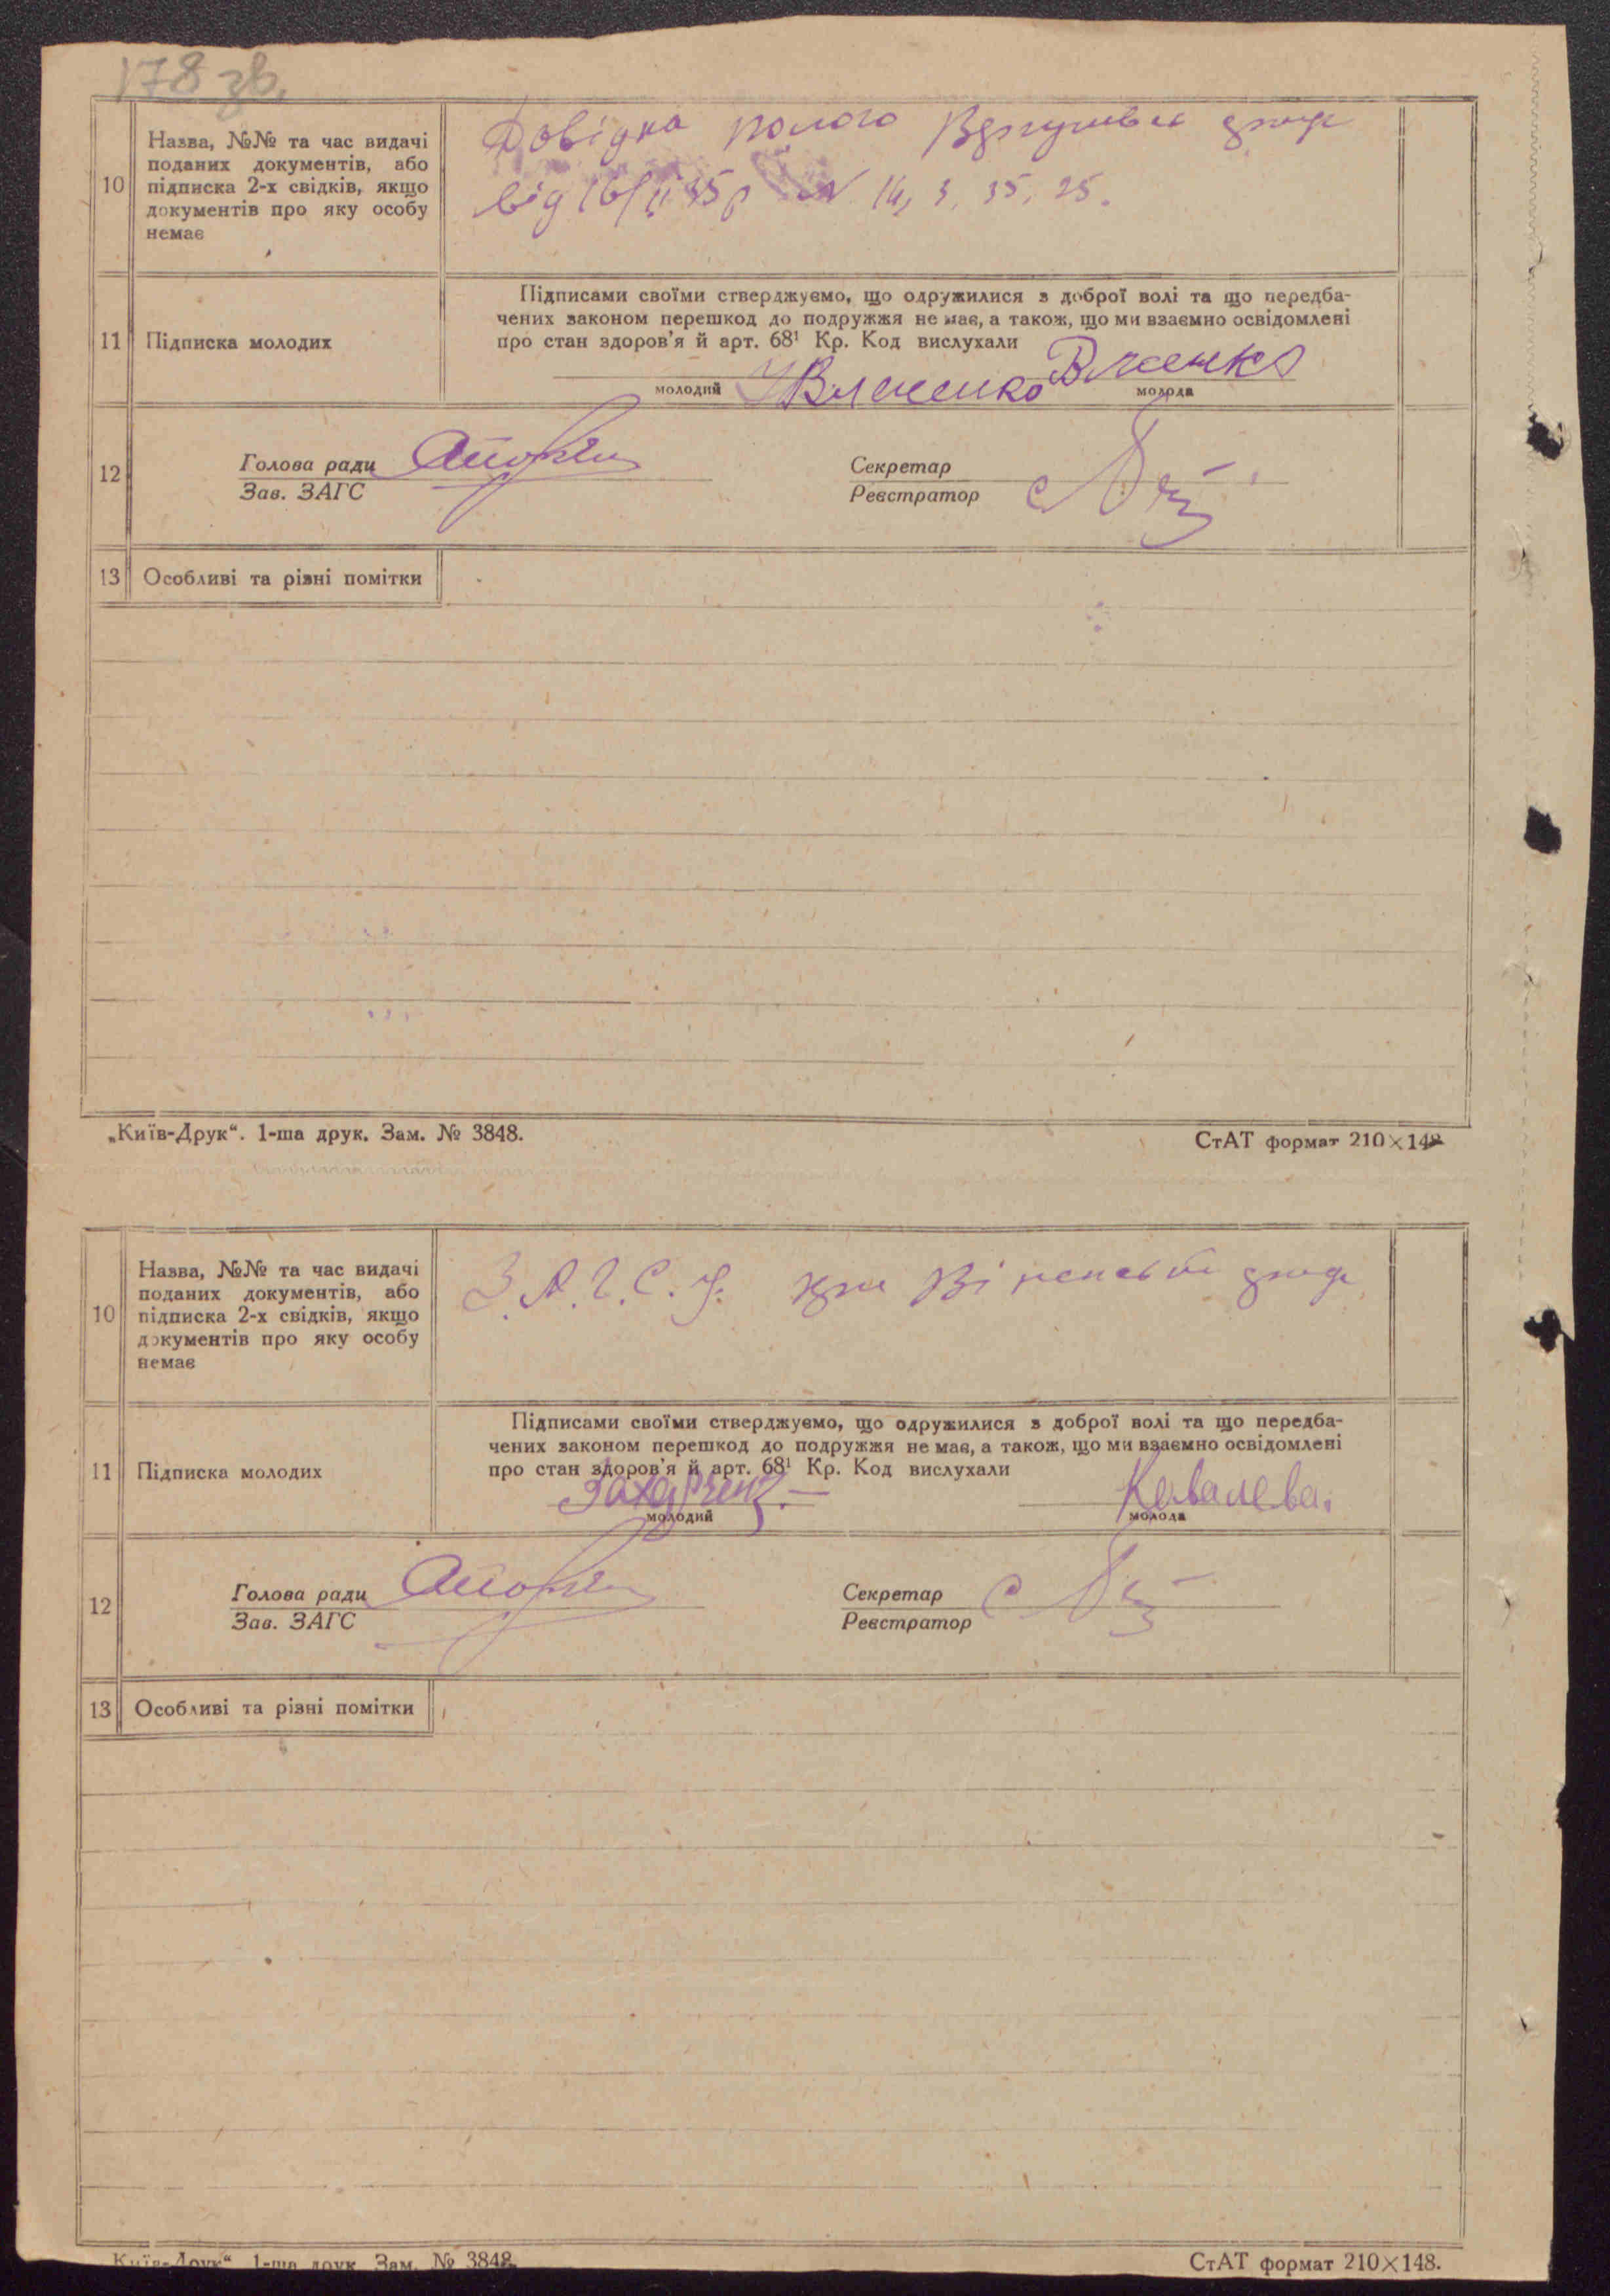 178 зв.
10
Назва, №№ та час видачі
поданих документів, або
підписка 2-х свідків, якщо
документів про яку особу
немає
Довідка
від 16/II 35 р N 14, 3, 35, 25.
11
Підписка молодих
Підписами своїми стверджуємо, що одружилися з доброї волі та що передба-
чених законом перешкод до подружжя не має, а також, що ми взаємно освідомлені
про стан здоров'я й арт. 68¹ Кр. Код вислухали
молодий
молода
12
Голова ради
Зав. ЗАГС
Секретар
Реєстратор
13
Особливі та різні помітки
„Київ-Друк“. 1-ша друк. Зам. № 3848.
СтАТ формат 210×148
10
Назва, №№ та час видачі
поданих документів, або
підписка 2-х свідків, якщо
документів про яку особу
немає
З.А.Г.С.
11
Підписка молодих
Підписами своїми стверджуємо, що одружилися з доброї волі та що передба-
чених законом перешкод до подружжя не має, а також, що ми взаємно освідомлені
про стан здоров'я й арт. 68¹ Кр. Код вислухали
Ковалева.
молодий
молода
12
Голова ради
Зав. ЗАГС
Секретар
Реєстратор
13
Особливі та різні помітки
Київ-Друк“ 1-ша друк. Зам. № 3848.
СтАТ формат 210×148.